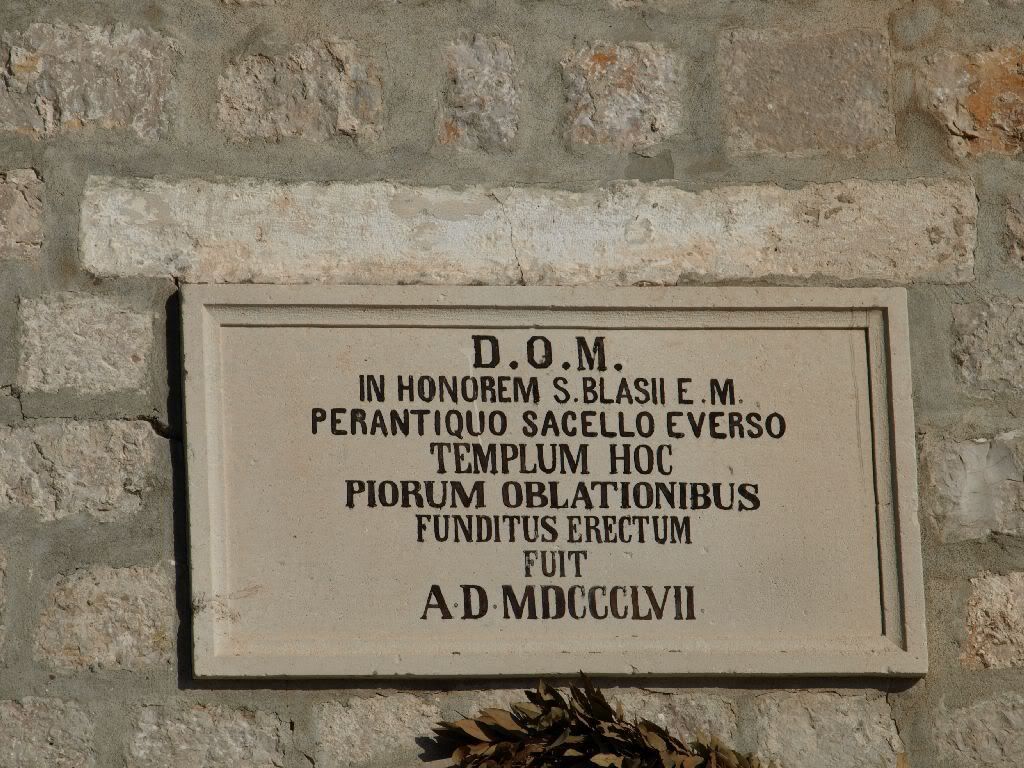 D.O.M.
IN HONOREM S.BLASII E.M.
PERANTIQUO SACELLO EVERSO
TEMPLUM HOC
PIORUM OBLATIONIBUS
FUNDITUS ERECTUM
FUIT
A.D.MDCCCLVII.